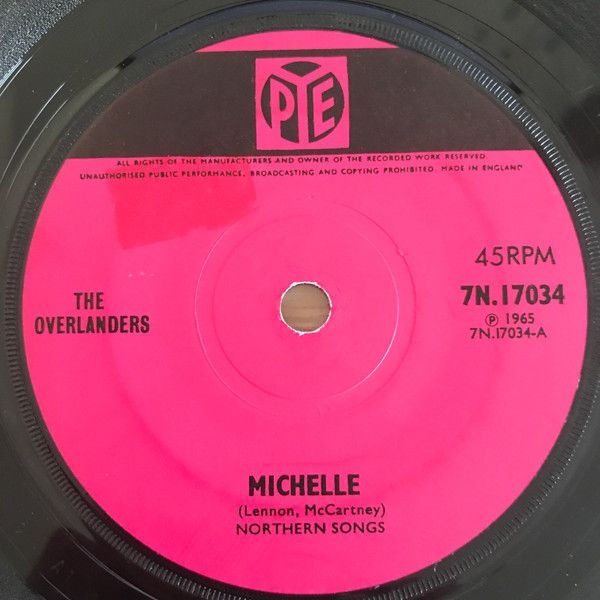 PYE
ALL RIGHTS OF THE MANUFACTURERS AND OWNER OF THE RECORDED WORK RESERVED.
UNAUTHORISED PUBLIC PERFORMANCE, BROADCASTING AND COPYING PROHIBITED. MADE IN ENGLAND
45RPM
THE
OVERLANDERS
7N.17034
Ⓟ 1965
7N.17034-A
MICHELLE
(Lennon, McCartney)
NORTHERN SONGS